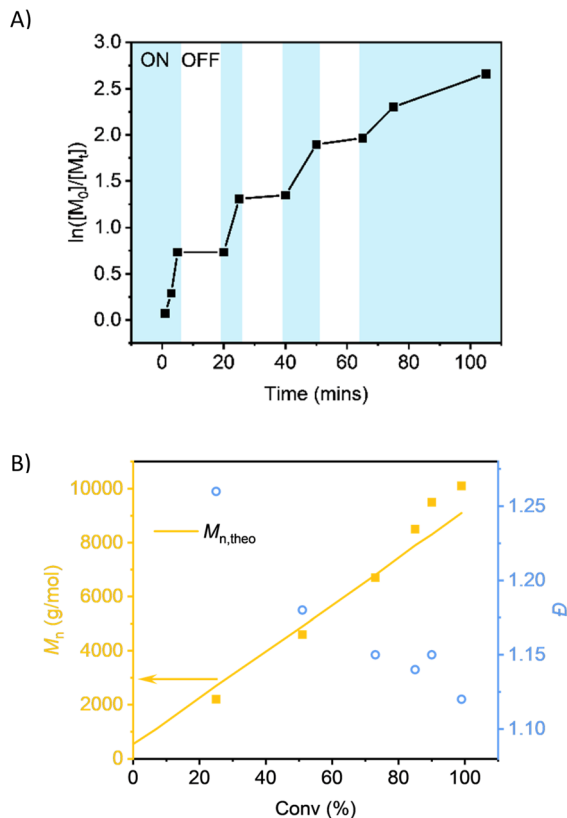 A)
ON OFF
3.0
2.5
2.0
1.5
1.0
0.5
0.0
ln([M₀]/[Mₜ])
0 20 40 60 80 100
Time (mins)
B)
10000
8000
6000
4000
2000
0
Mn (g/mol)
Mn,theo
1.25
1.20
1.15
1.10
Đ
0 20 40 60 80 100
Conv (%)